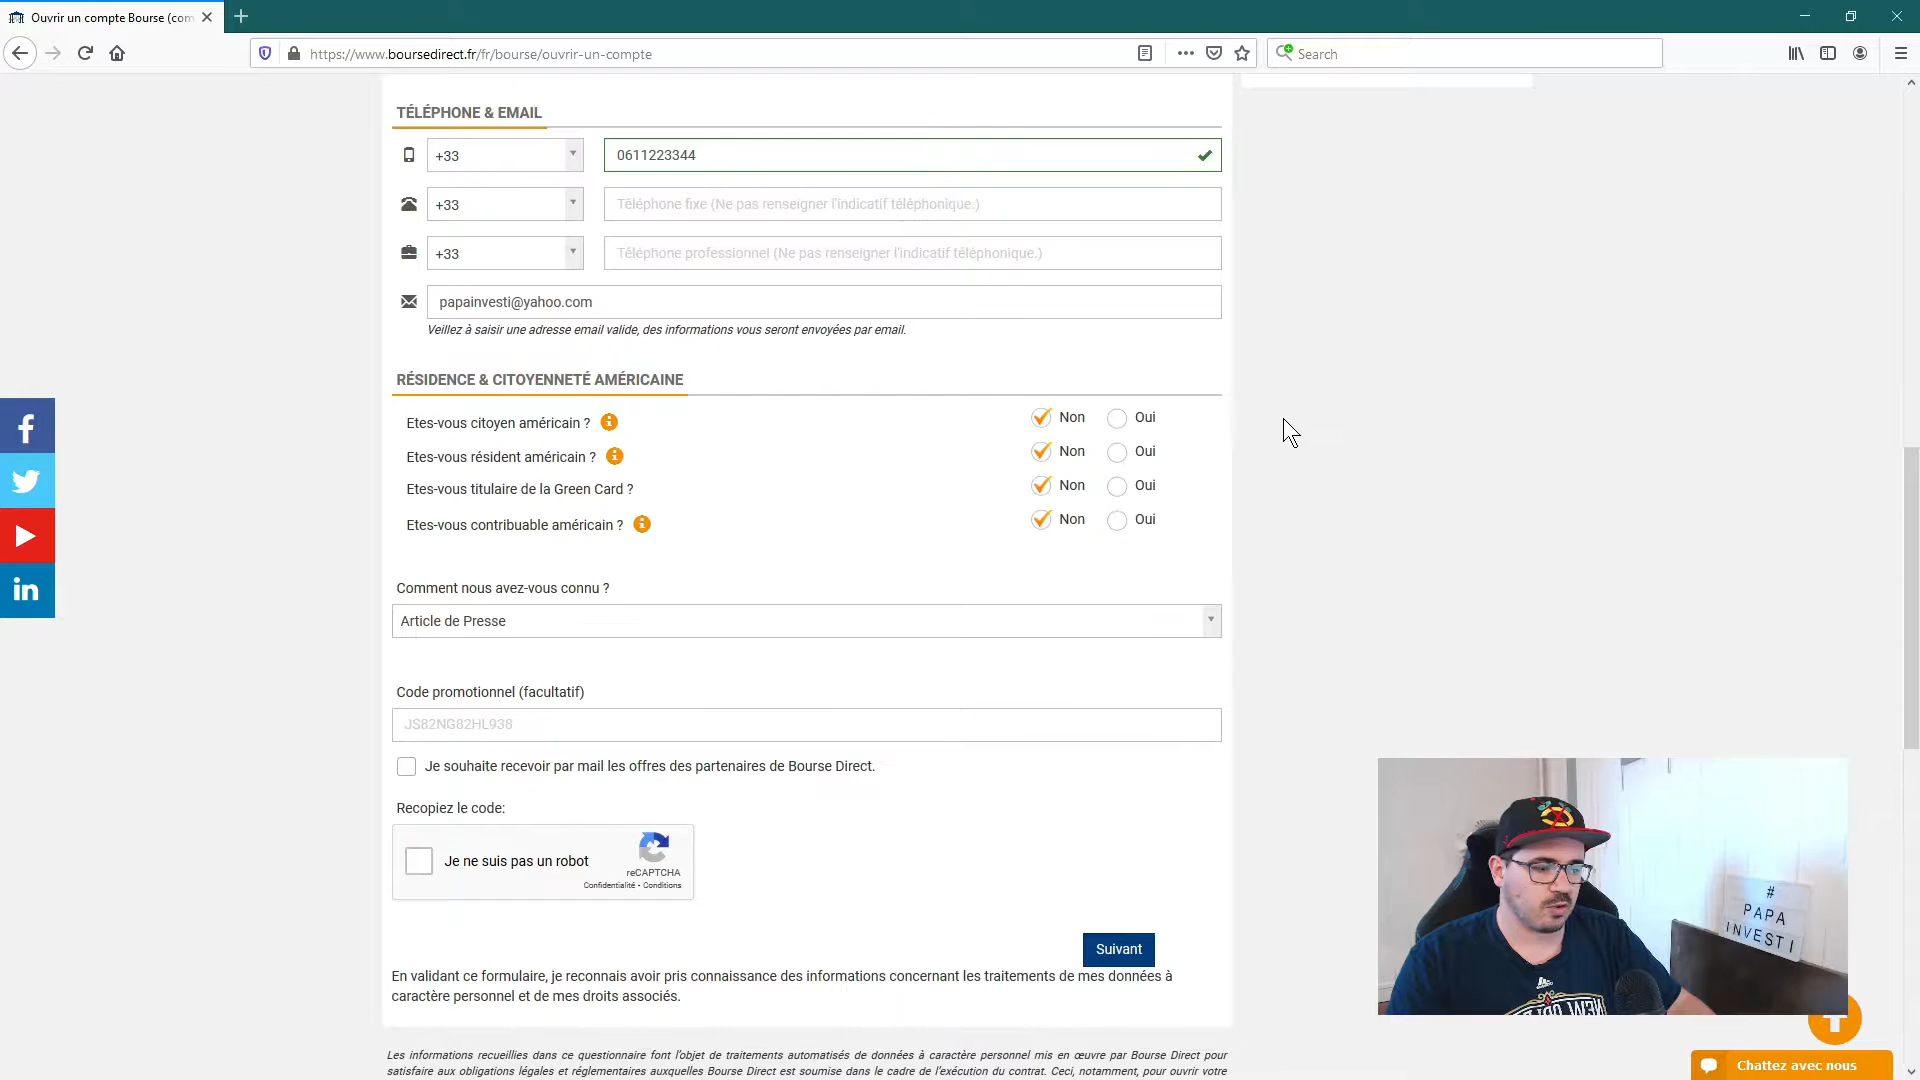 Ouvrir un compte Bourse (com
https://www.boursedirect.fr/fr/bourse/ouvrir-un-compte
Search
TÉLÉPHONE & EMAIL
+33
0611223344
+33
Téléphone fixe (Ne pas renseigner l'indicatif téléphonique.)
+33
Téléphone professionnel (Ne pas renseigner l'indicatif téléphonique.)
papainvesti@yahoo.com
Veillez à saisir une adresse email valide, des informations vous seront envoyées par email.
RÉSIDENCE & CITOYENNETÉ AMÉRICAINE
Etes-vous citoyen américain ?
Non
Oui
Etes-vous résident américain ?
Non
Oui
Etes-vous titulaire de la Green Card ?
Non
Oui
Etes-vous contribuable américain ?
Non
Oui
Comment nous avez-vous connu ?
Article de Presse
Code promotionnel (facultatif)
JS82NG82HL938
Je souhaite recevoir par mail les offres des partenaires de Bourse Direct.
Recopiez le code:
Je ne suis pas un robot
reCAPTCHA
Confidentialité - Conditions
Suivant
En validant ce formulaire, je reconnais avoir pris connaissance des informations concernant les traitements de mes données à
caractère personnel et de mes droits associés.
Les informations recueillies dans ce questionnaire font l'objet de traitements automatisés de données à caractère personnel mis en œuvre par Bourse Direct pour
satisfaire aux obligations légales et réglementaires auxquelles Bourse Direct est soumise dans le cadre de l'exécution du contrat. Ceci, notamment, pour ouvrir votre
#
PAPA
INVESTI
adidas
NEW
Chattez avec nous